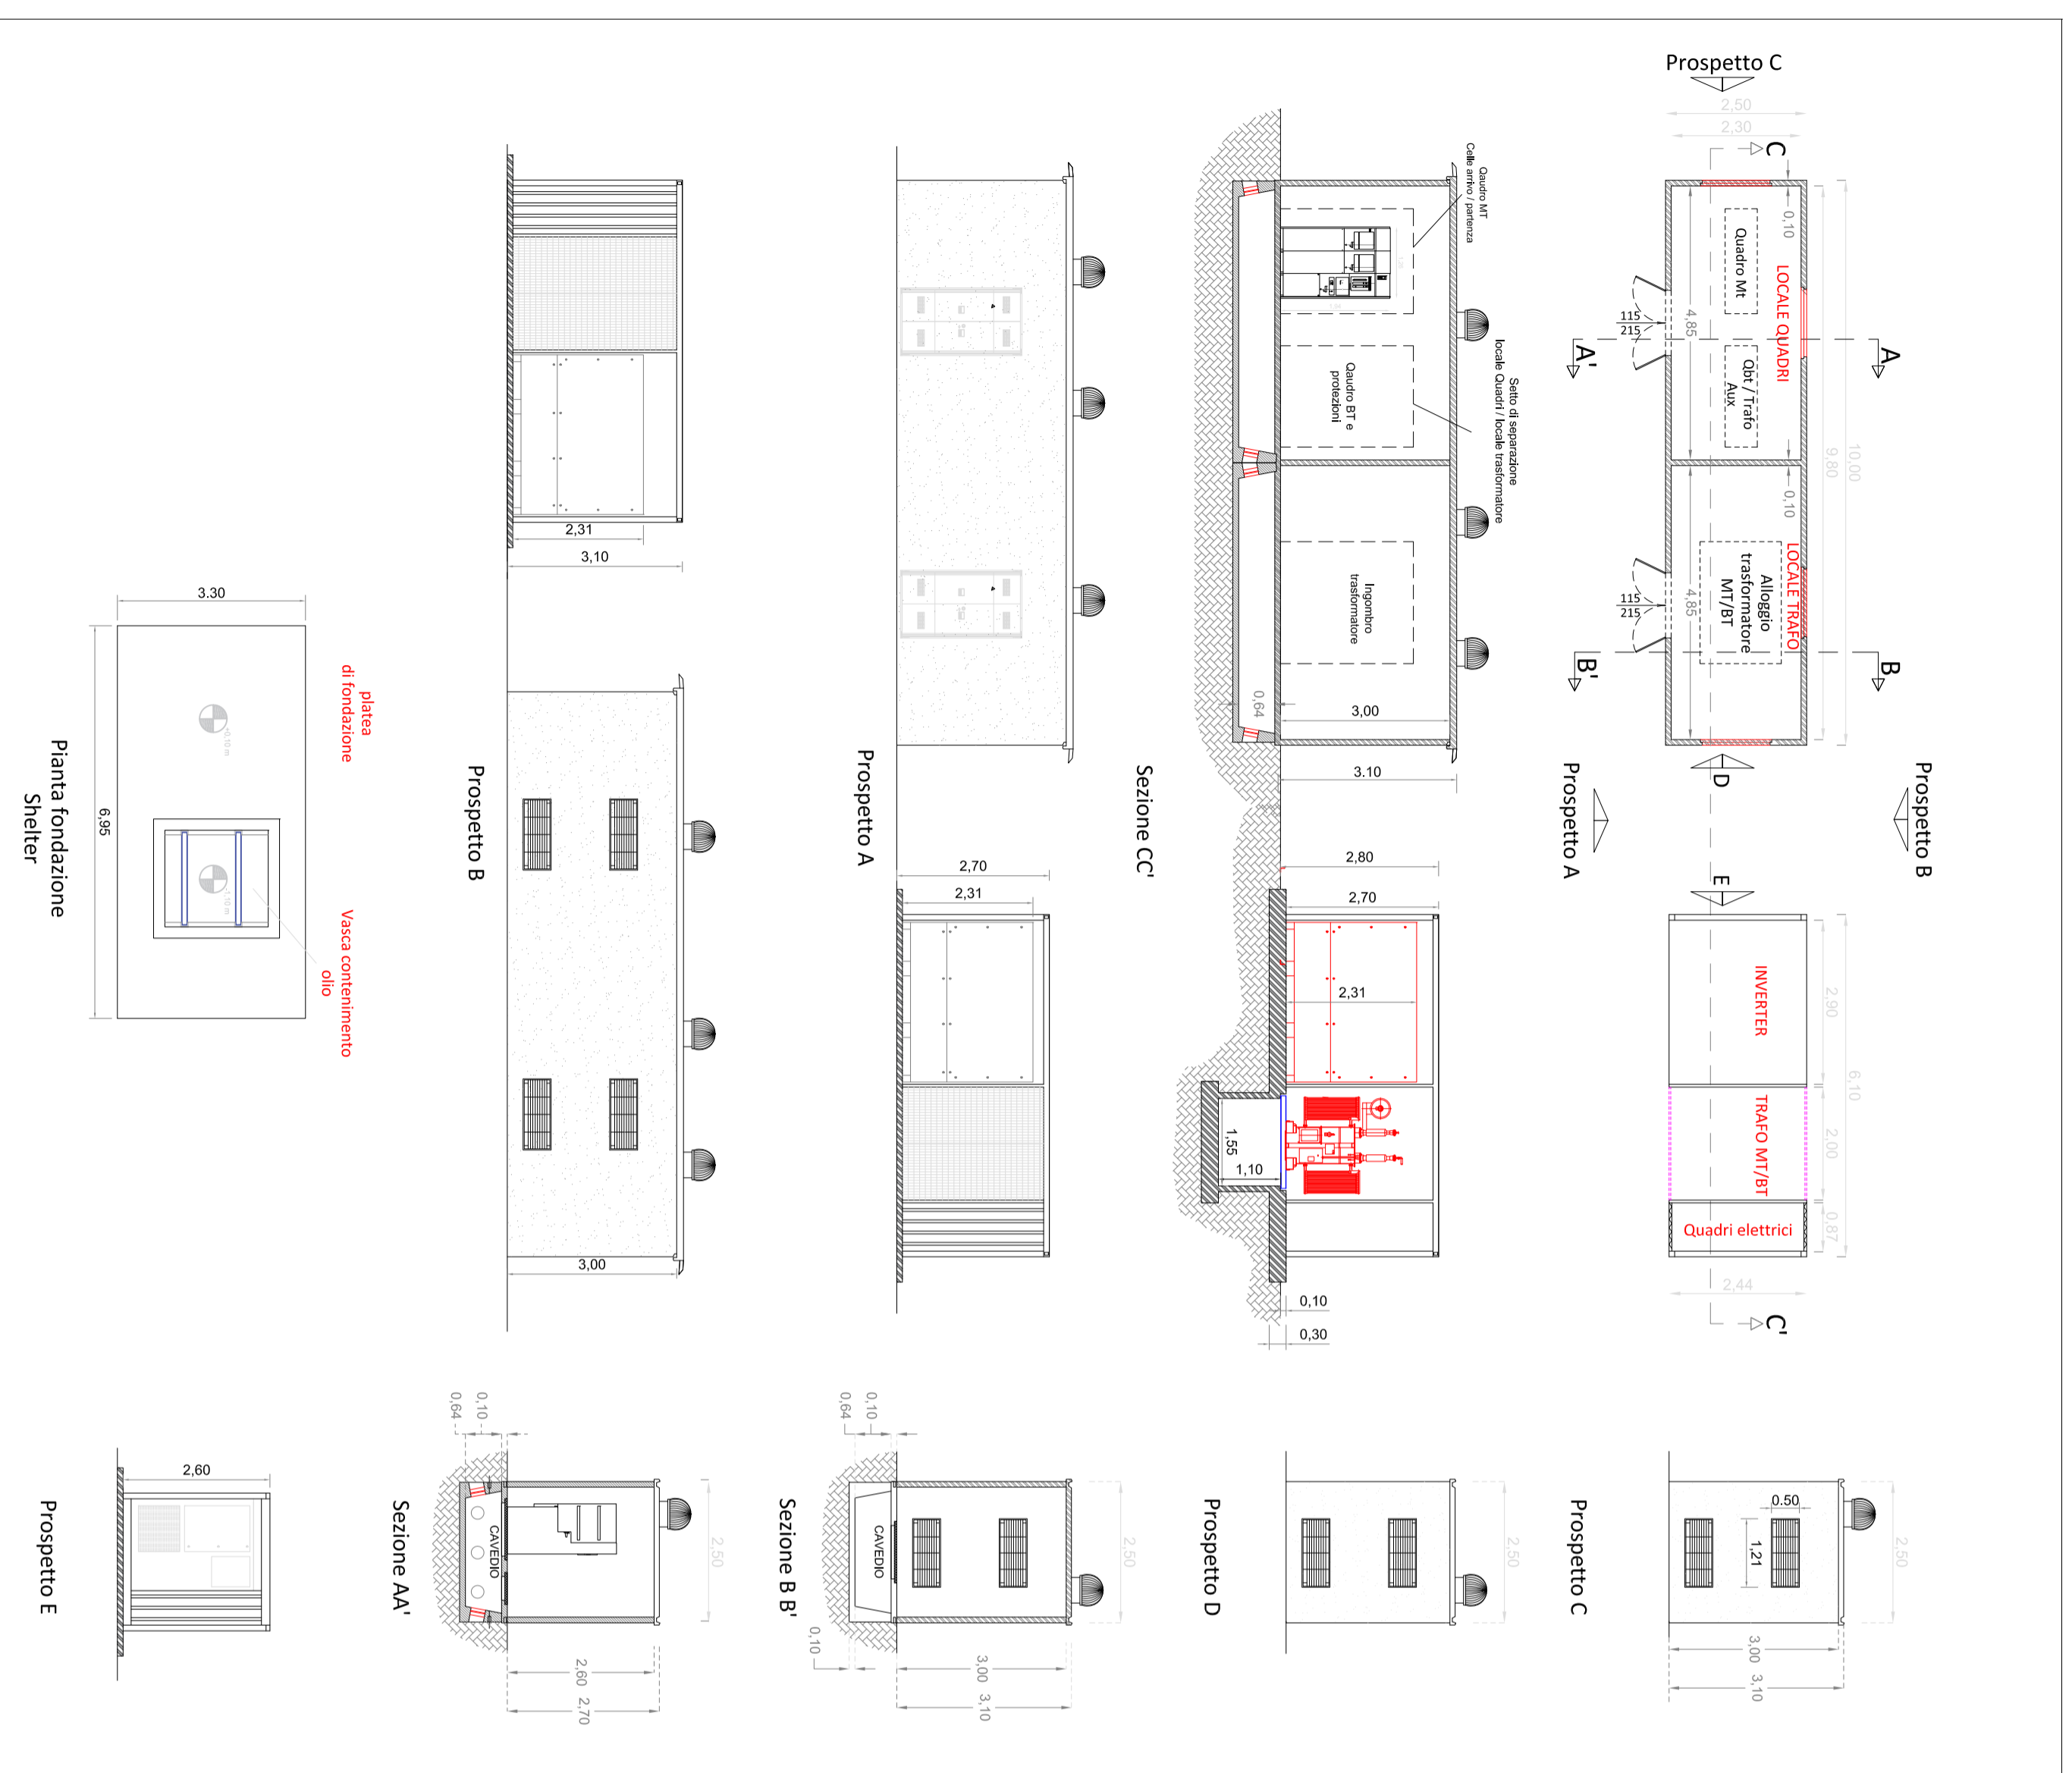 Prospetto C
2,50
2,30
C
0,10
4,85
Quadro Mt
LOCALE QUADRI
Qbt / Trafo
Aux
115
215
A
A'
0,10
4,85
LOCALE TRAFO
Alloggio
trasformatore
MT/BT
115
215
B
B'
9,80
10,00
D
Prospetto B
Prospetto A
E
INVERTER
2,90
TRAFO MT/BT
2,00
6,10
Quadri elettrici
0,87
2,44
C'
Qaudro MT
Celle arrivo / partenza
Setto di separazione
locale Quadri / locale trasformatore
Qaudro BT e
protezioni
Ingombro
trasformatore
0,64
3,00
3.10
Sezione CC'
2,80
2,70
2,31
1,55
1,10
0,10
0,30
Prospetto A
2,70
2,31
2,31
3,10
Prospetto B
3,00
3.30
6,95
platea
di fondazione
+0,10 m
-1,10 m
Vasca contenimento
olio
Pianta fondazione
Shelter
2,50
0.50
1,21
3,00
3,10
Prospetto C
2,50
Prospetto D
2,50
0,10
0,64
CAVEDIO
0,10
3,00
3,10
Sezione B B'
2,50
0,10
0,64
CAVEDIO
2,60
2,70
Sezione AA'
2,60
Prospetto E